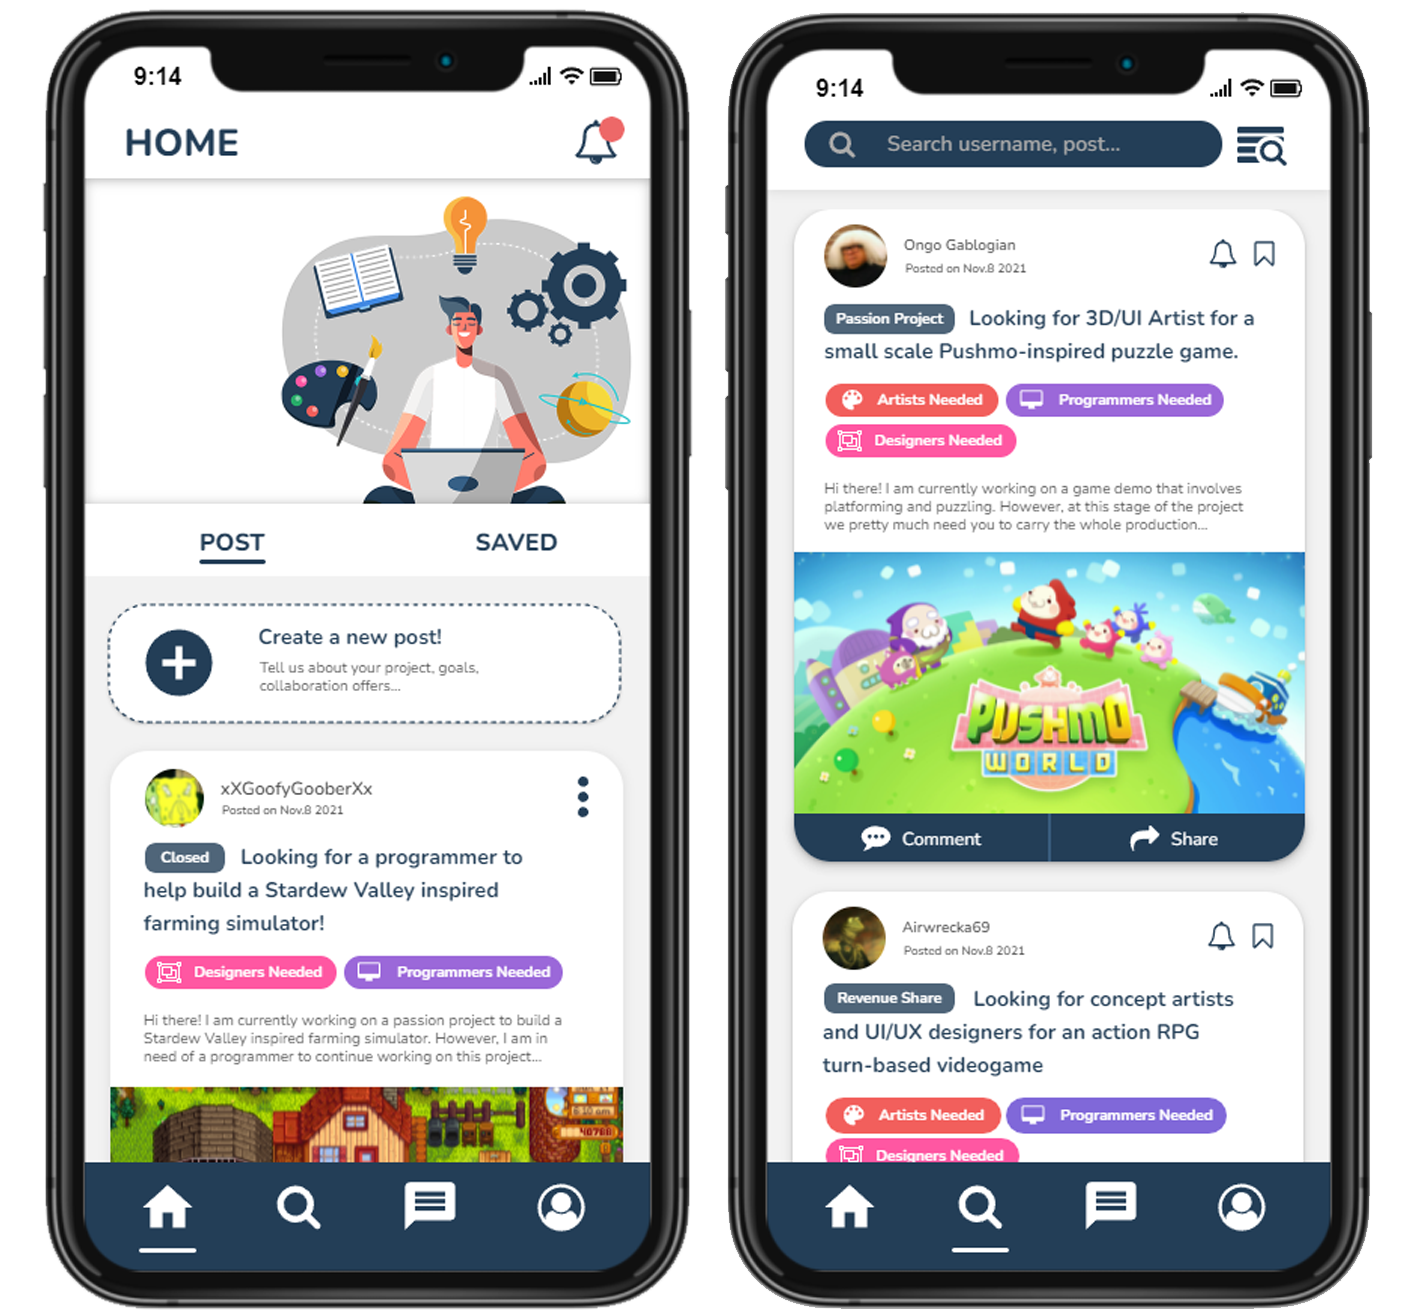 9:14
HOME
POST
SAVED
Create a new post!
Tell us about your project, goals,
collaboration offers...
xXGoofyGooberXx
Posted on Nov.8 2021
Closed Looking for a programmer to
help build a Stardew Valley inspired
farming simulator!
Designers Needed
Programmers Needed
Hi there! I am currently working on a passion project to build a
Stardew Valley inspired farming simulator. However, I am in
need of a programmer to continue working on this project...
9:14
Search username, post...
Ongo Gablogian
Posted on Nov.8 2021
Passion Project Looking for 3D/UI Artist for a
small scale Pushmo-inspired puzzle game.
Artists Needed
Programmers Needed
Designers Needed
Hi there! I am currently working on a game demo that involves
platforming and puzzling. However, at this stage of the project
we pretty much need you to carry the whole production...
PUSHMO
WORLD
Comment
Share
Airwrecka69
Posted on Nov.8 2021
Revenue Share Looking for concept artists
and UI/UX designers for an action RPG
turn-based videogame
Artists Needed
Programmers Needed
Designers Needed